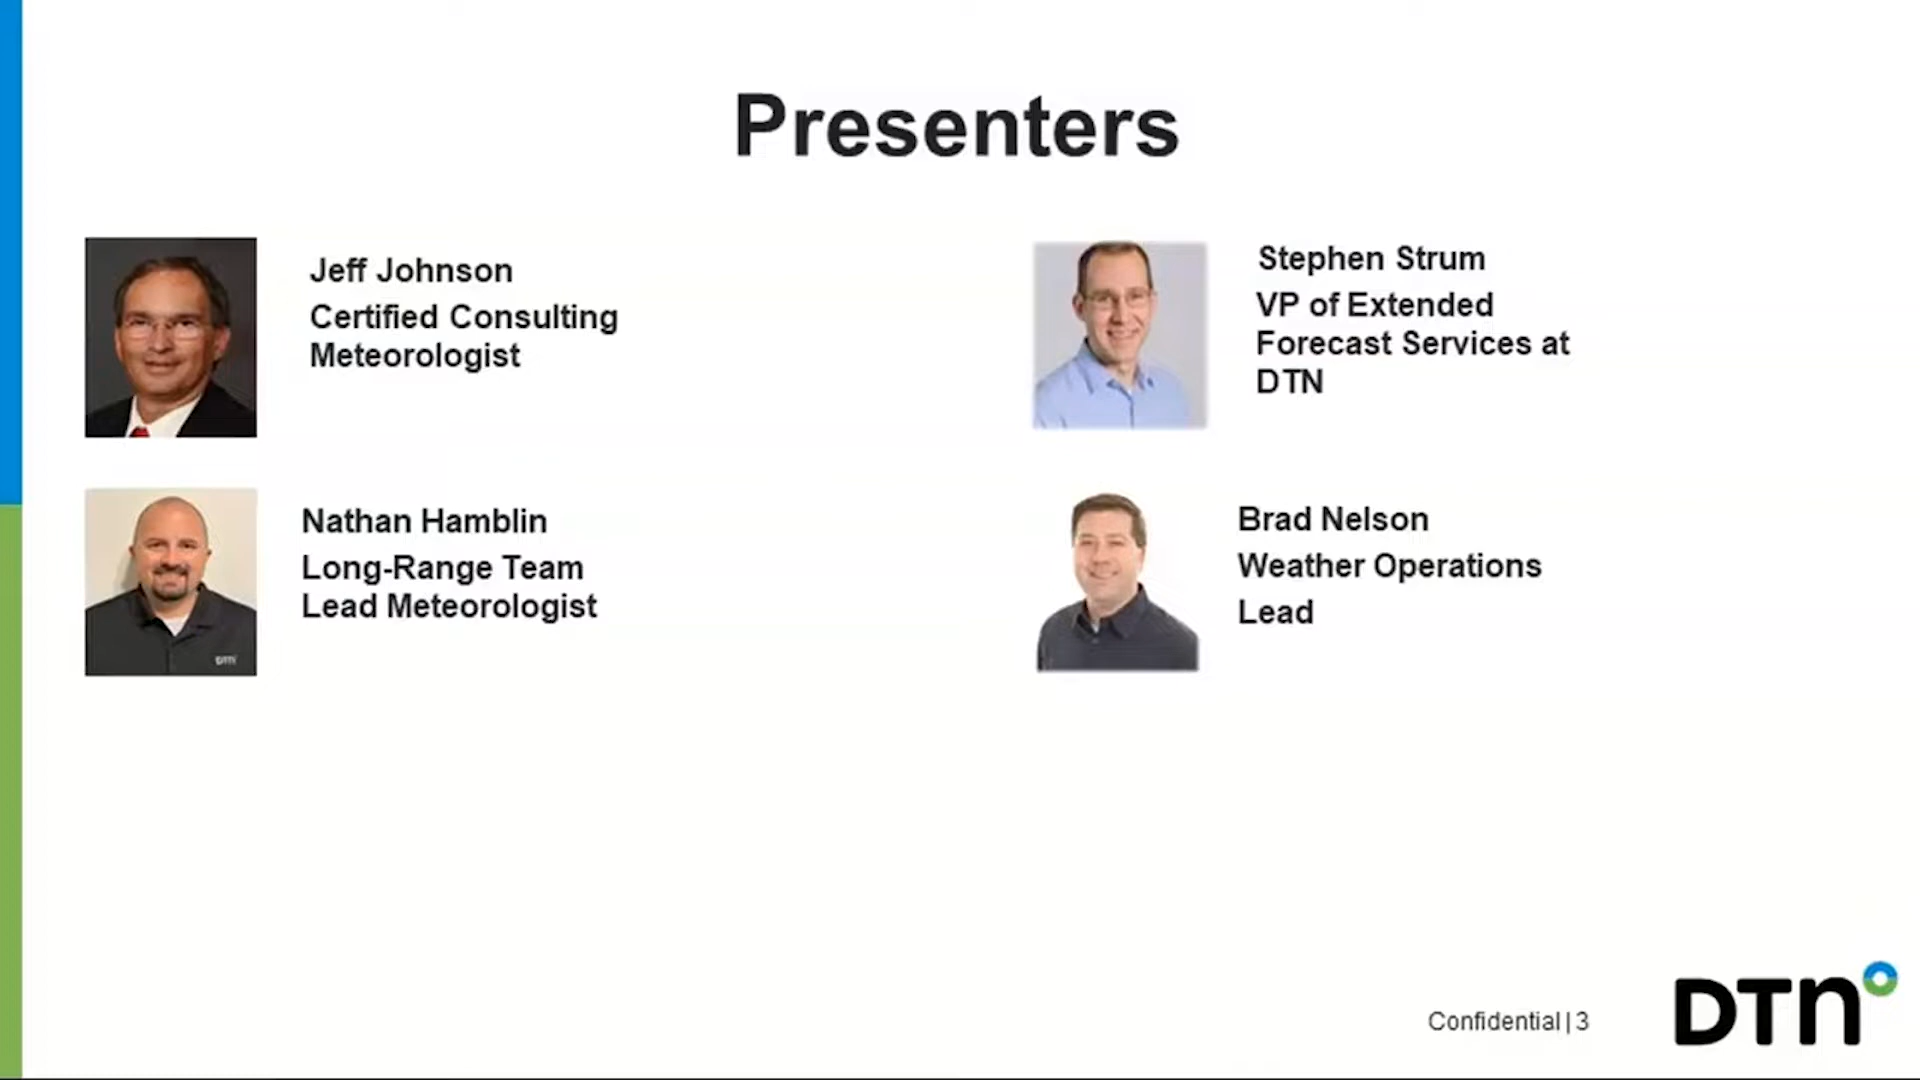 Presenters
Jeff Johnson
Certified Consulting
Meteorologist
Stephen Strum
VP of Extended
Forecast Services at
DTN
Nathan Hamblin
Long-Range Team
Lead Meteorologist
DTN
Brad Nelson
Weather Operations
Lead
Confidential | 3
DTN